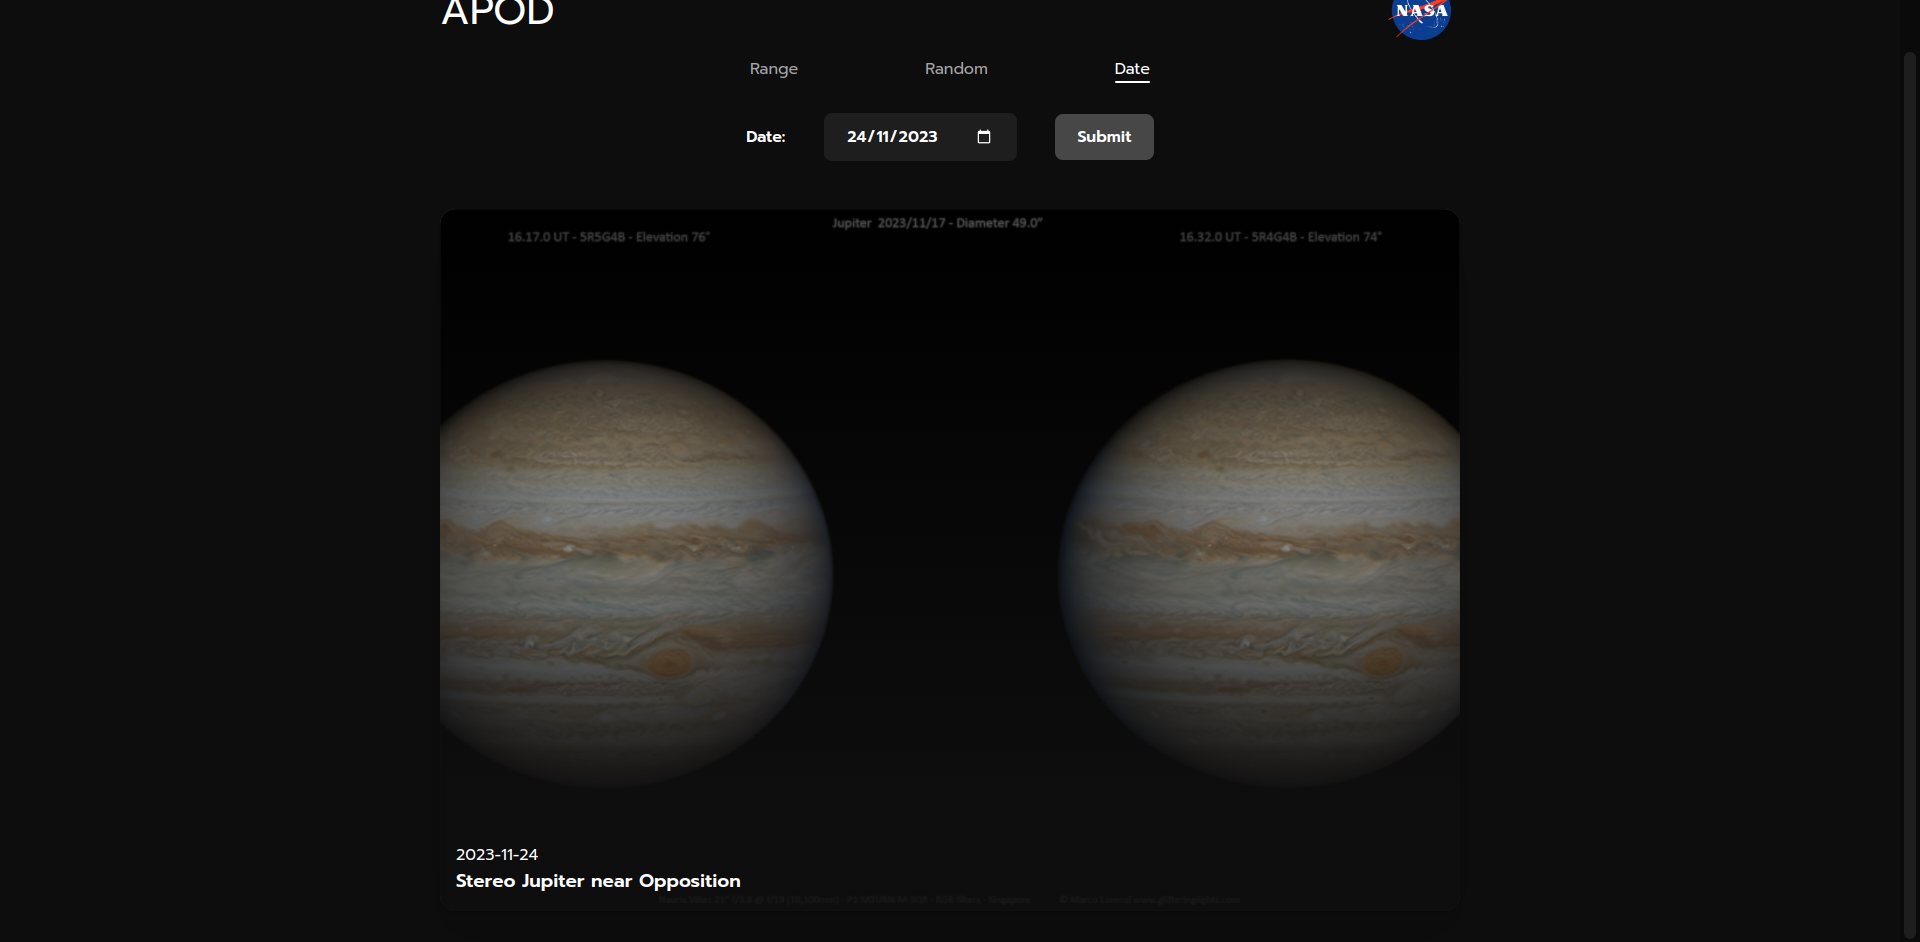 APOD
NASA
Range
Random
Date
Date:
24/11/2023
Submit
Jupiter 2023/11/17 - Diameter 49.0"
16.17.0 UT - 5R5G4B - Elevation 76°
16.32.0 UT - 5R4G4B - Elevation 74°
2023-11-24
Stereo Jupiter near Opposition